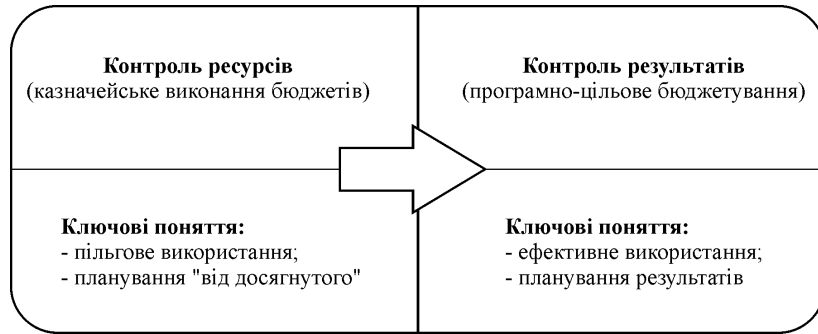 Контроль ресурсів
(казначейське виконання бюджетів)
Контроль результатів
(програмно-цільове бюджетування)
Ключові поняття:
- пільгове використання;
- планування "від досягнутого"
Ключові поняття:
- ефективне використання;
- планування результатів